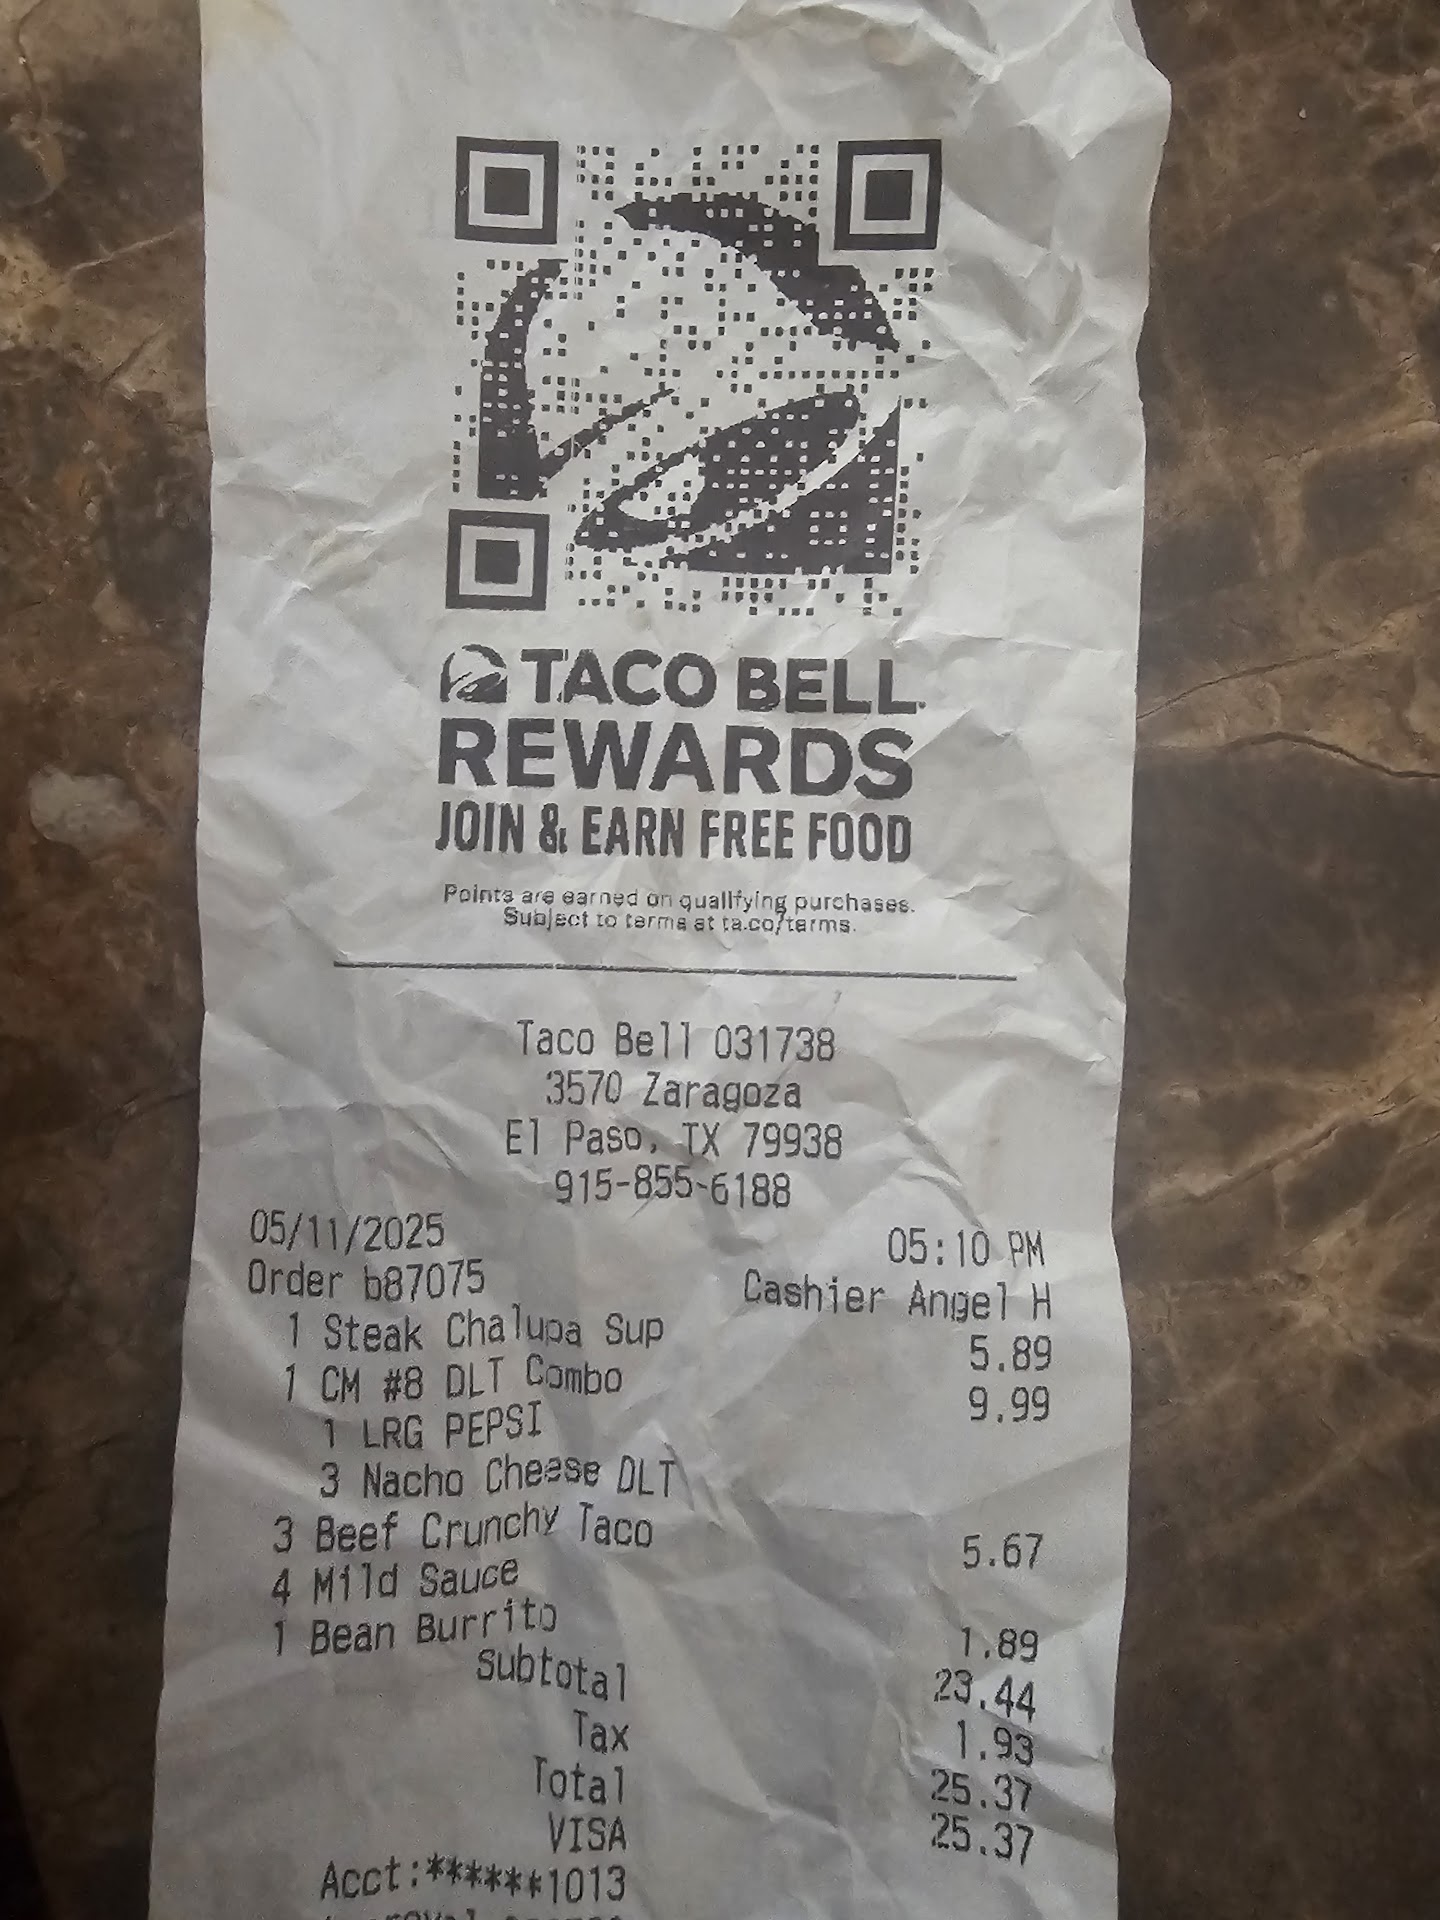 TACO BELL
REWARDS
JOIN & EARN FREE FOOD
Points are earned on qualifying purchases.
Subject to terms at ta.co/terms.
Taco Bell 031738
3570 Zaragoza
El Paso, TX 79938
915-855-6188
05/11/2025 05:10 PM
Order b87075 Cashier Angel H
1 Steak Chalupa Sup 5.89
1 CM #8 DLT Combo 9.99
1 LRG PEPSI
3 Nacho Cheese DLT
3 Beef Crunchy Taco 5.67
4 Mild Sauce
1 Bean Burrito 1.89
Subtotal 23.44
Tax 1.93
Total 25.37
VISA 25.37
Acct:******1013